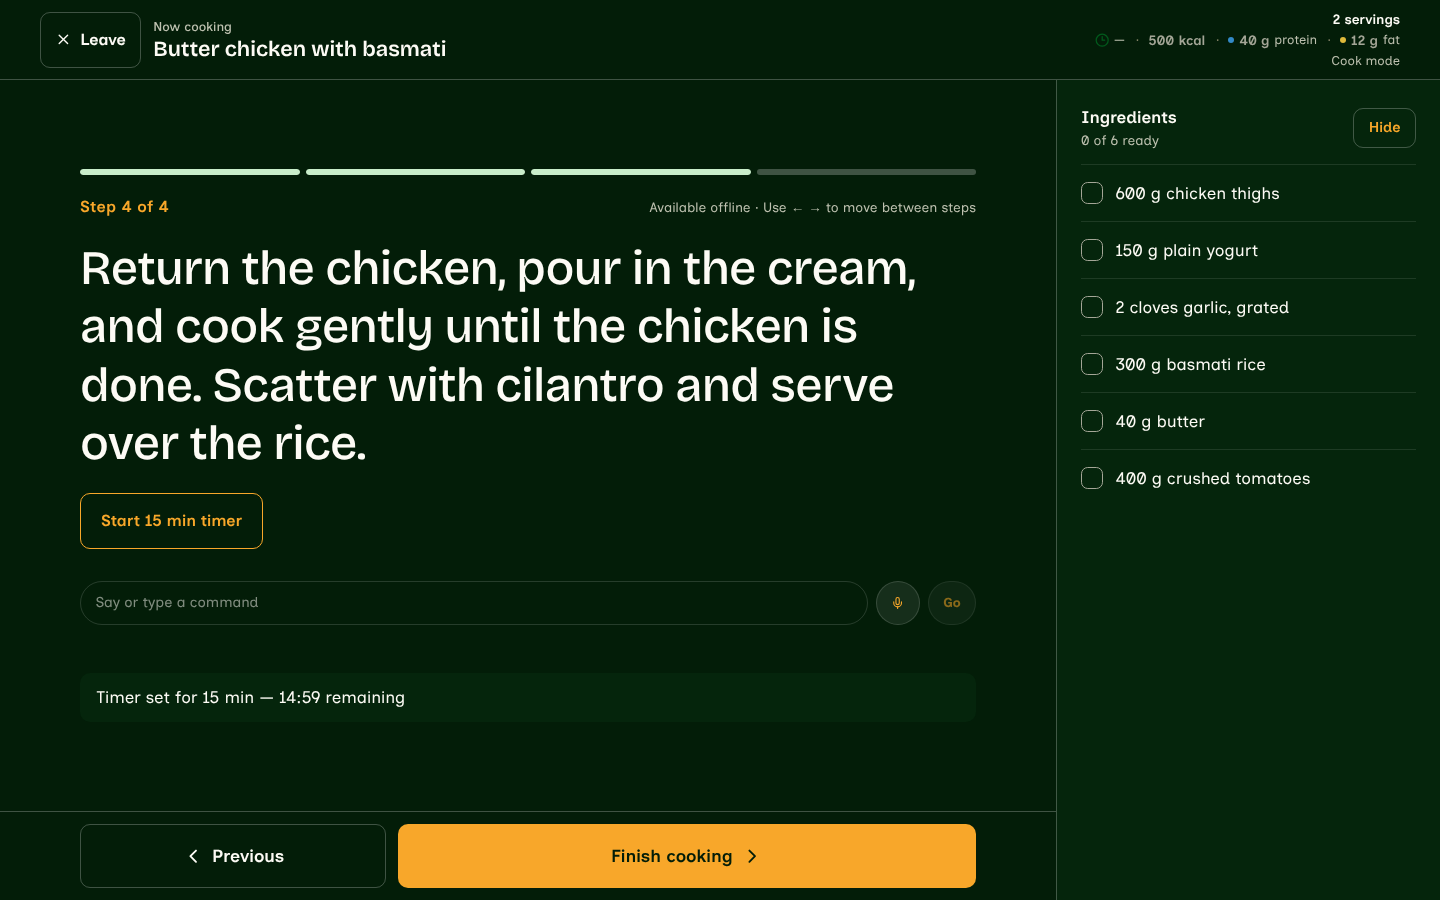 Leave
Now cooking
Butter chicken with basmati
2 servings
— · 500 kcal · 40 g protein · 12 g fat
Cook mode
Step 4 of 4
Available offline · Use ← → to move between steps
Return the chicken, pour in the cream,
and cook gently until the chicken is
done. Scatter with cilantro and serve
over the rice.
Start 15 min timer
Say or type a command
Go
Timer set for 15 min — 14:59 remaining
Previous
Finish cooking
Ingredients
0 of 6 ready
Hide
600 g chicken thighs
150 g plain yogurt
2 cloves garlic, grated
300 g basmati rice
40 g butter
400 g crushed tomatoes